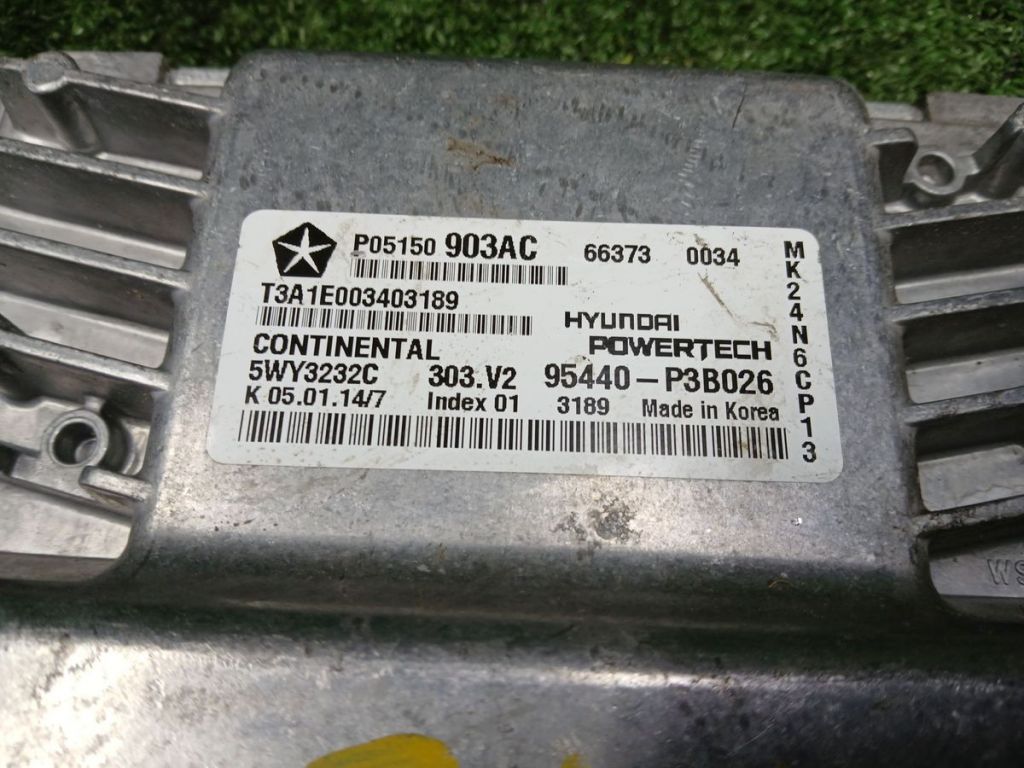 P05150 903AC 66373 0034
T3A1E003403189
HYUNDAI
CONTINENTAL POWERTECH
5WY3232C 303.V2 95440-P3B026
K 05.01.14/7 Index 01 3189 Made in Korea
MK24N6CP13